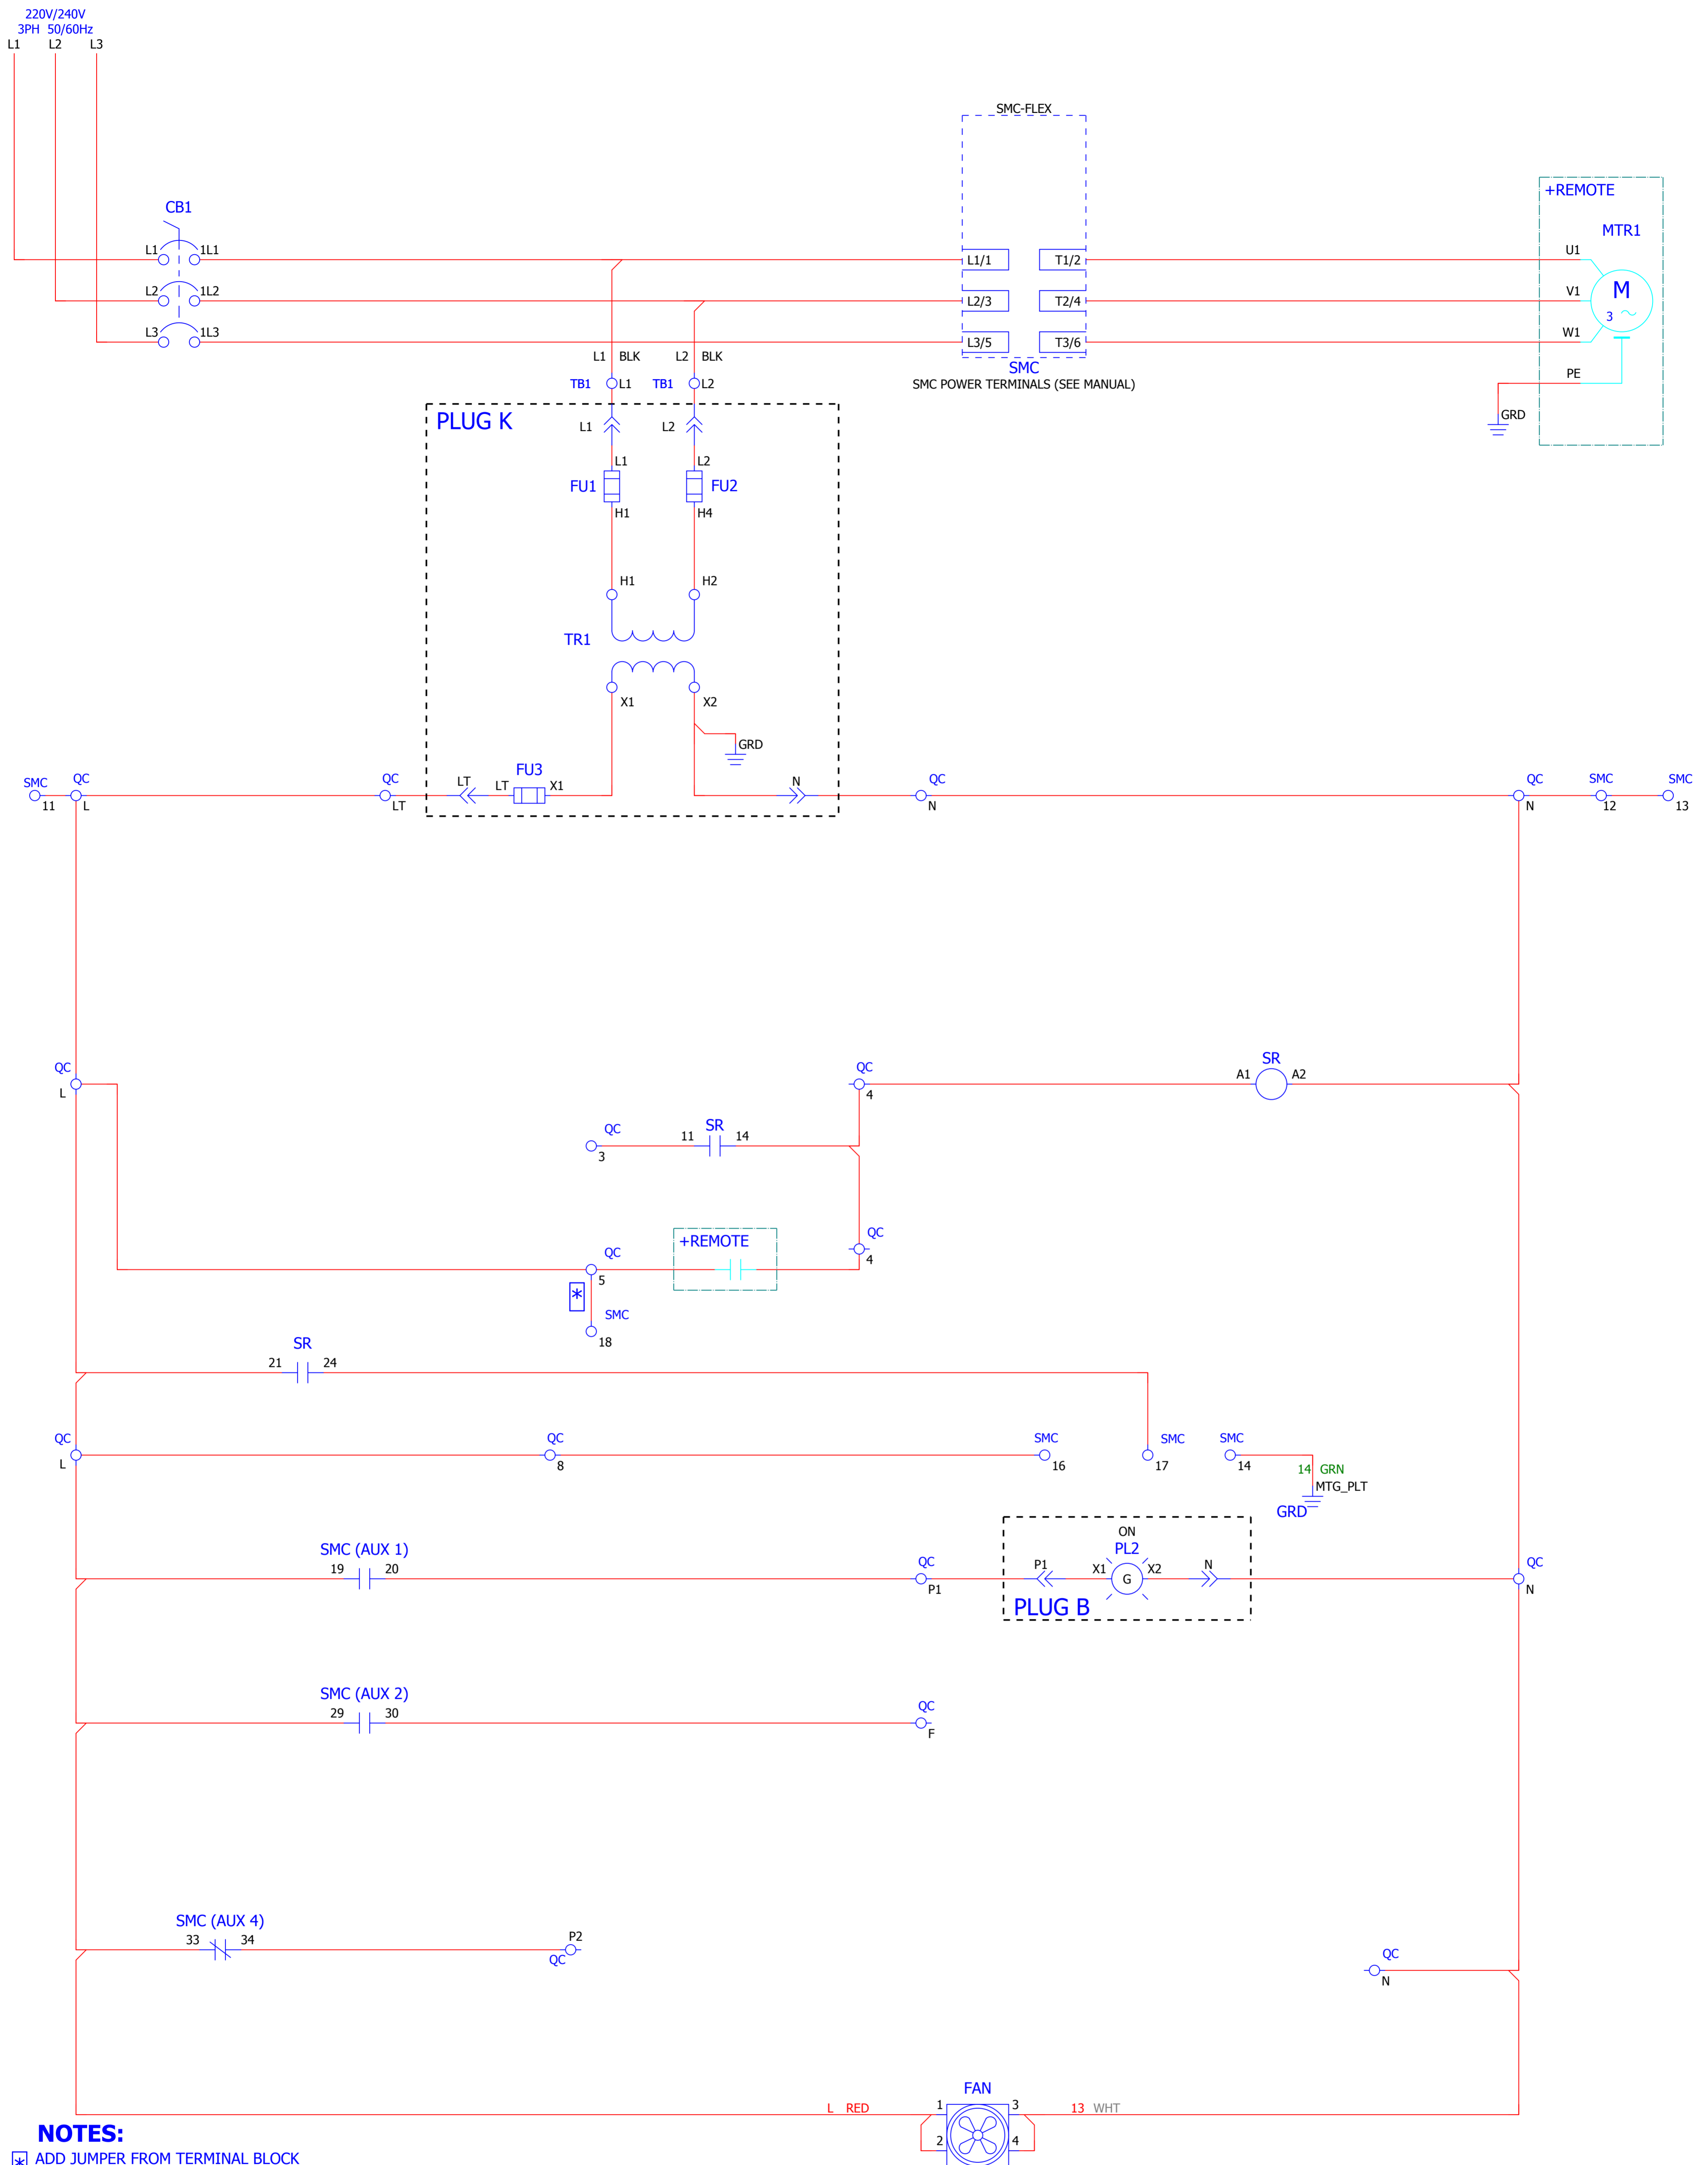 220V/240V
3PH 50/60Hz
L1 L2 L3
SMC-FLEX
+REMOTE
MTR1
CB1
L1 1L1
L1/1 T1/2
U1
L2 1L2
L2/3 T2/4
V1
M
3
L3 1L3
L3/5 T3/6
W1
SMC
SMC POWER TERMINALS (SEE MANUAL)
PE
GRD
L1 BLK L2 BLK
TB1 L1 TB1 L2
PLUG K
L1 L2
L1 L2
FU1 FU2
H1 H4
H1 H2
TR1
X1 X2
GRD
SMC QC QC
LT LT FU3 X1
N
QC QC SMC SMC
11 L LT N N 12 13
QC QC SR
L 4 A1 A2
QC 11 SR 14
3
QC
+REMOTE
QC
4
5
*
SMC
18
SR
21 24
QC QC SMC SMC SMC
L 8 16 17 14
14 GRN
MTG_PLT
GRD
ON
PL2
SMC (AUX 1)
19 20
QC
P1
P1 X1 G X2 N
QC
N
PLUG B
SMC (AUX 2)
29 30
QC
F
SMC (AUX 4)
33 34
P2
QC
QC
N
FAN
L RED 1 3 13 WHT
2 4
NOTES:
* ADD JUMPER FROM TERMINAL BLOCK